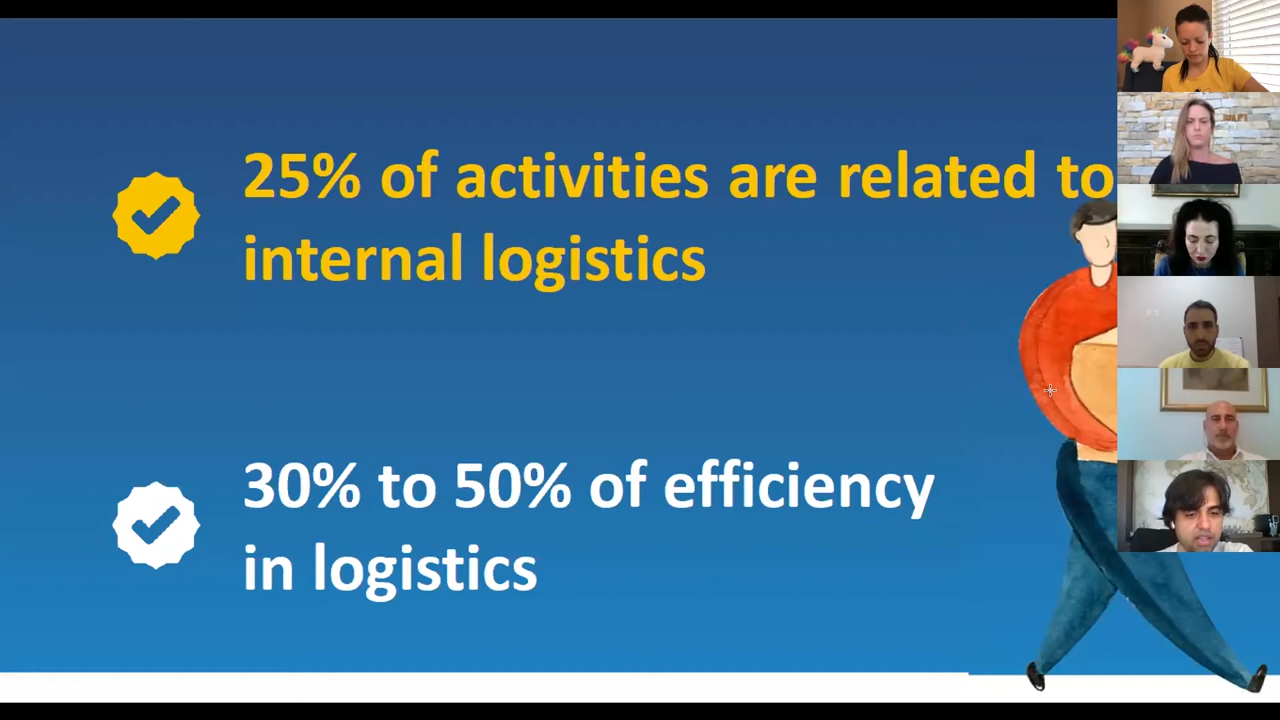 25% of activities are related to
internal logistics
30% to 50% of efficiency
in logistics